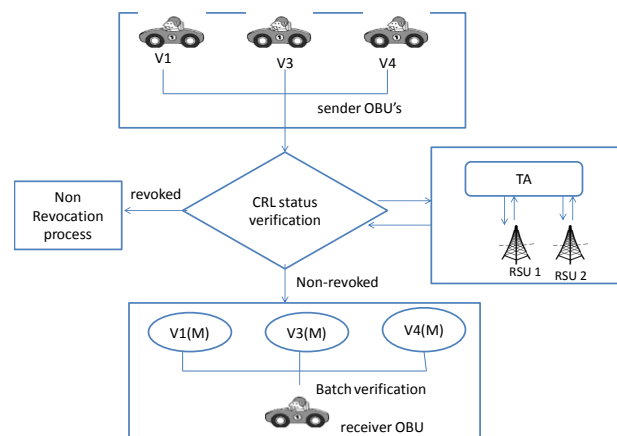 V1
V3
V4
sender OBU's
CRL status
verification
revoked
Non
Revocation
process
TA
RSU 1
RSU 2
Non-revoked
V1(M)
V3(M)
V4(M)
Batch verification
receiver OBU